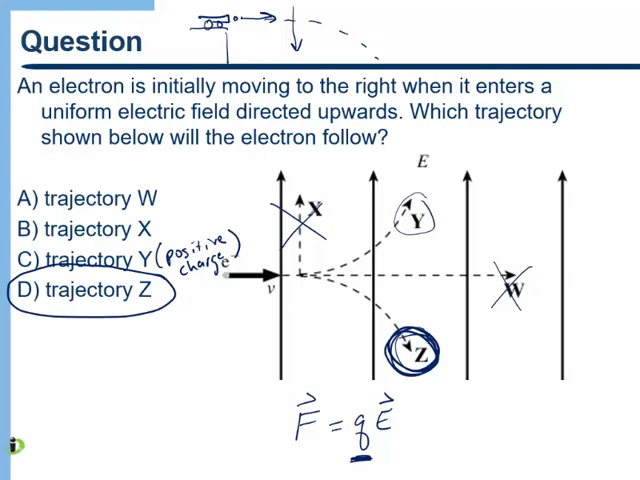 Question
An electron is initially moving to the right when it enters a
uniform electric field directed upwards. Which trajectory
shown below will the electron follow?
E
A) trajectory W
B) trajectory X
C) trajectory Y (positive
charge)
D) trajectory Z
X
Y
e
v
W
Z
F = qE